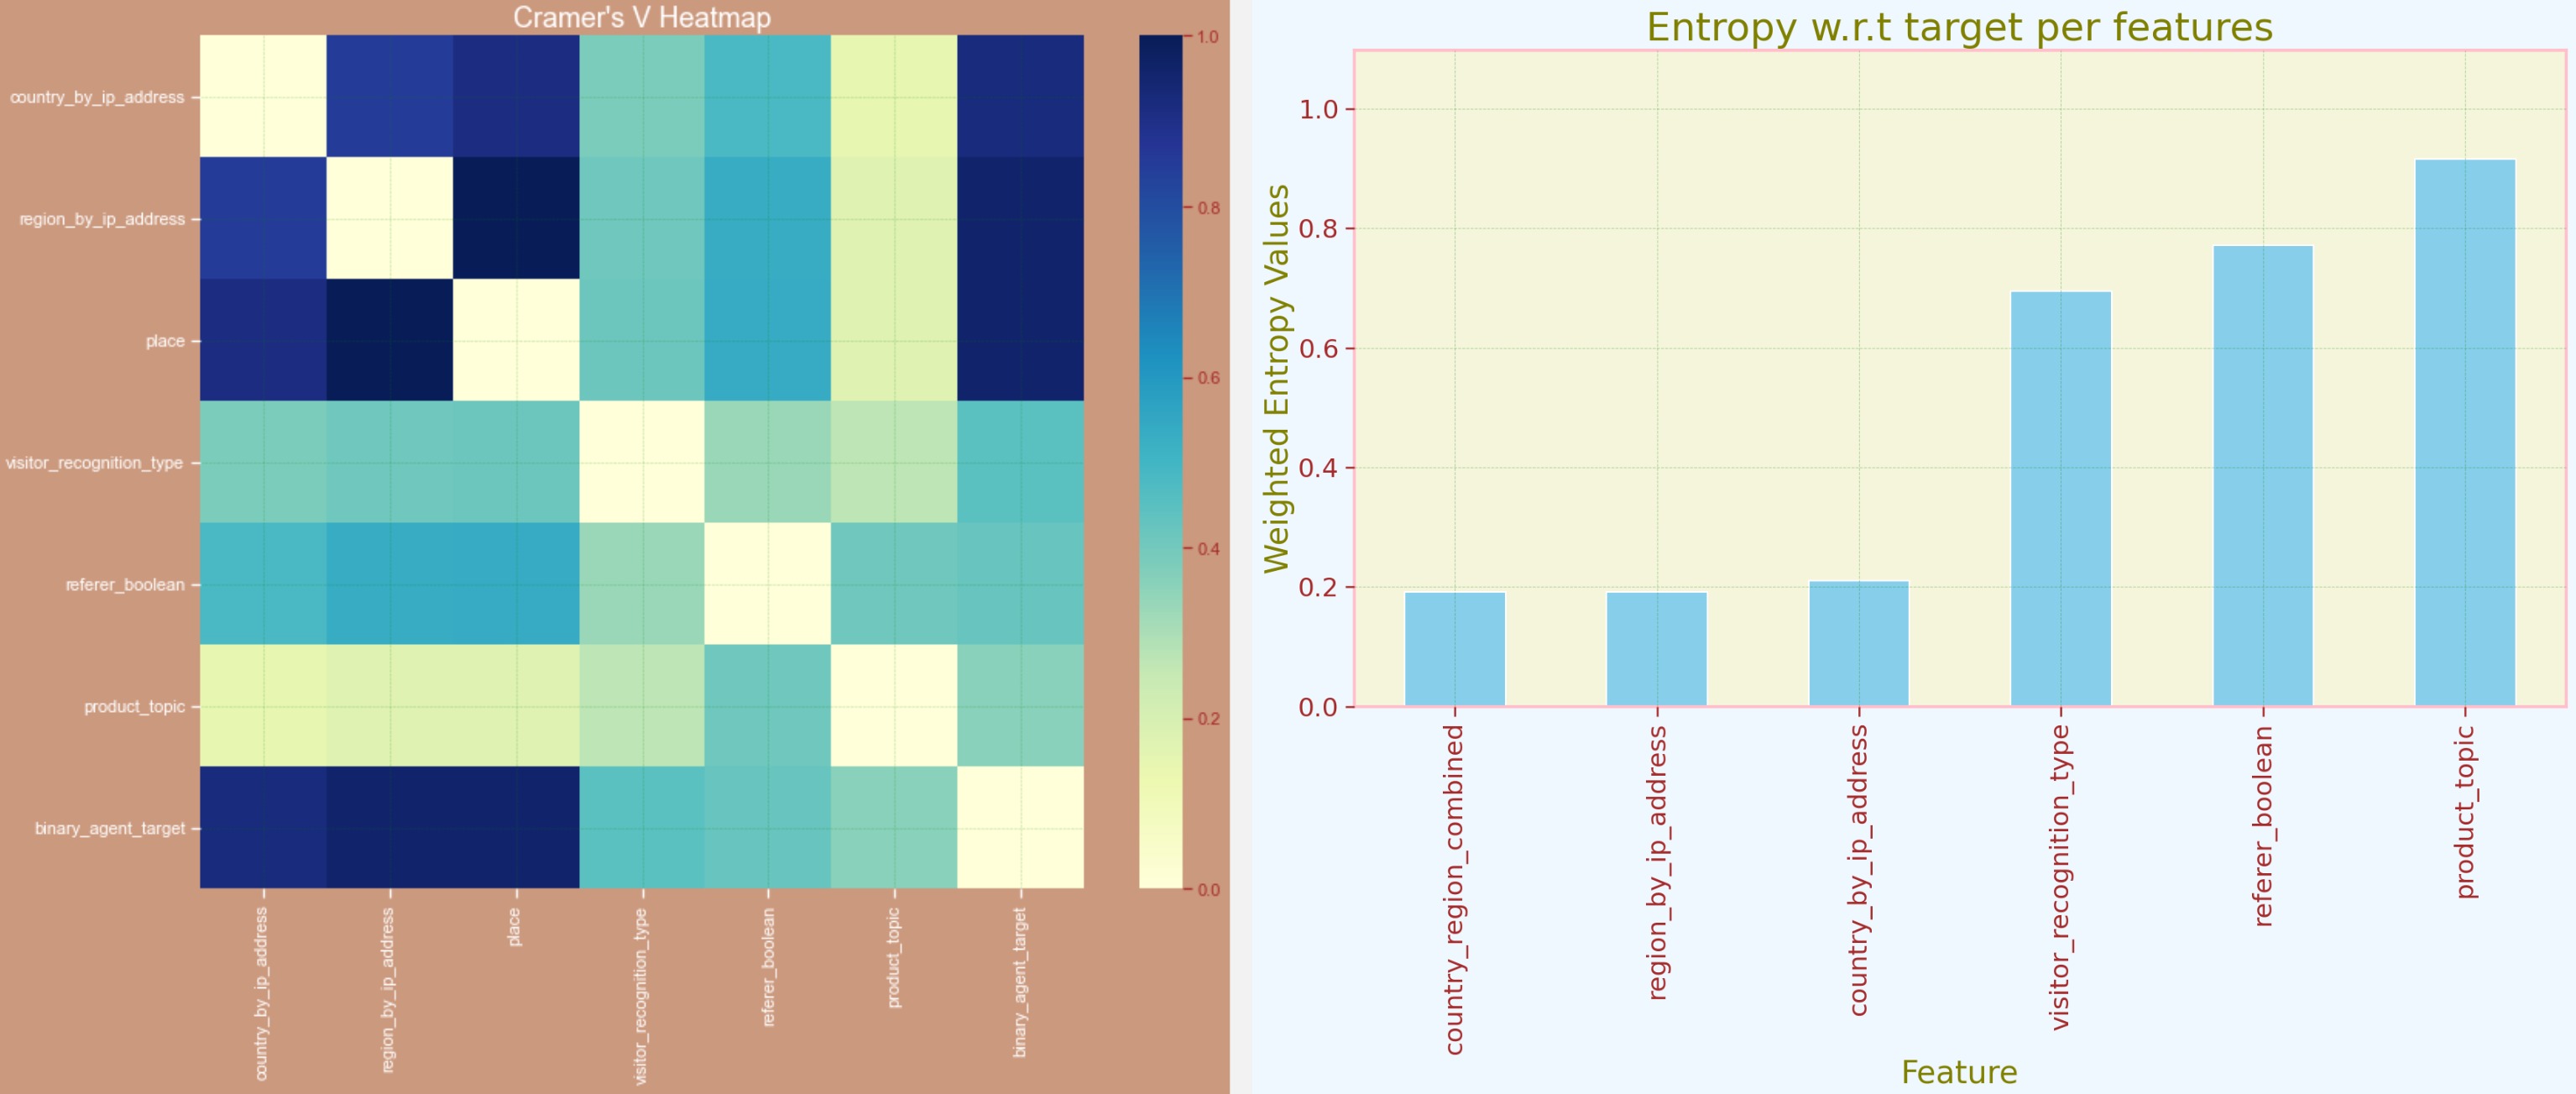 Cramer's V Heatmap
country_by_ip_address
region_by_ip_address
place
visitor_recognition_type
referer_boolean
product_topic
binary_agent_target
country_by_ip_address
region_by_ip_address
place
visitor_recognition_type
referer_boolean
product_topic
binary_agent_target
1.0
0.8
0.6
0.4
0.2
0.0
Entropy w.r.t target per features
Weighted Entropy Values
1.0
0.8
0.6
0.4
0.2
0.0
country_region_combined
region_by_ip_address
country_by_ip_address
visitor_recognition_type
referer_boolean
product_topic
Feature